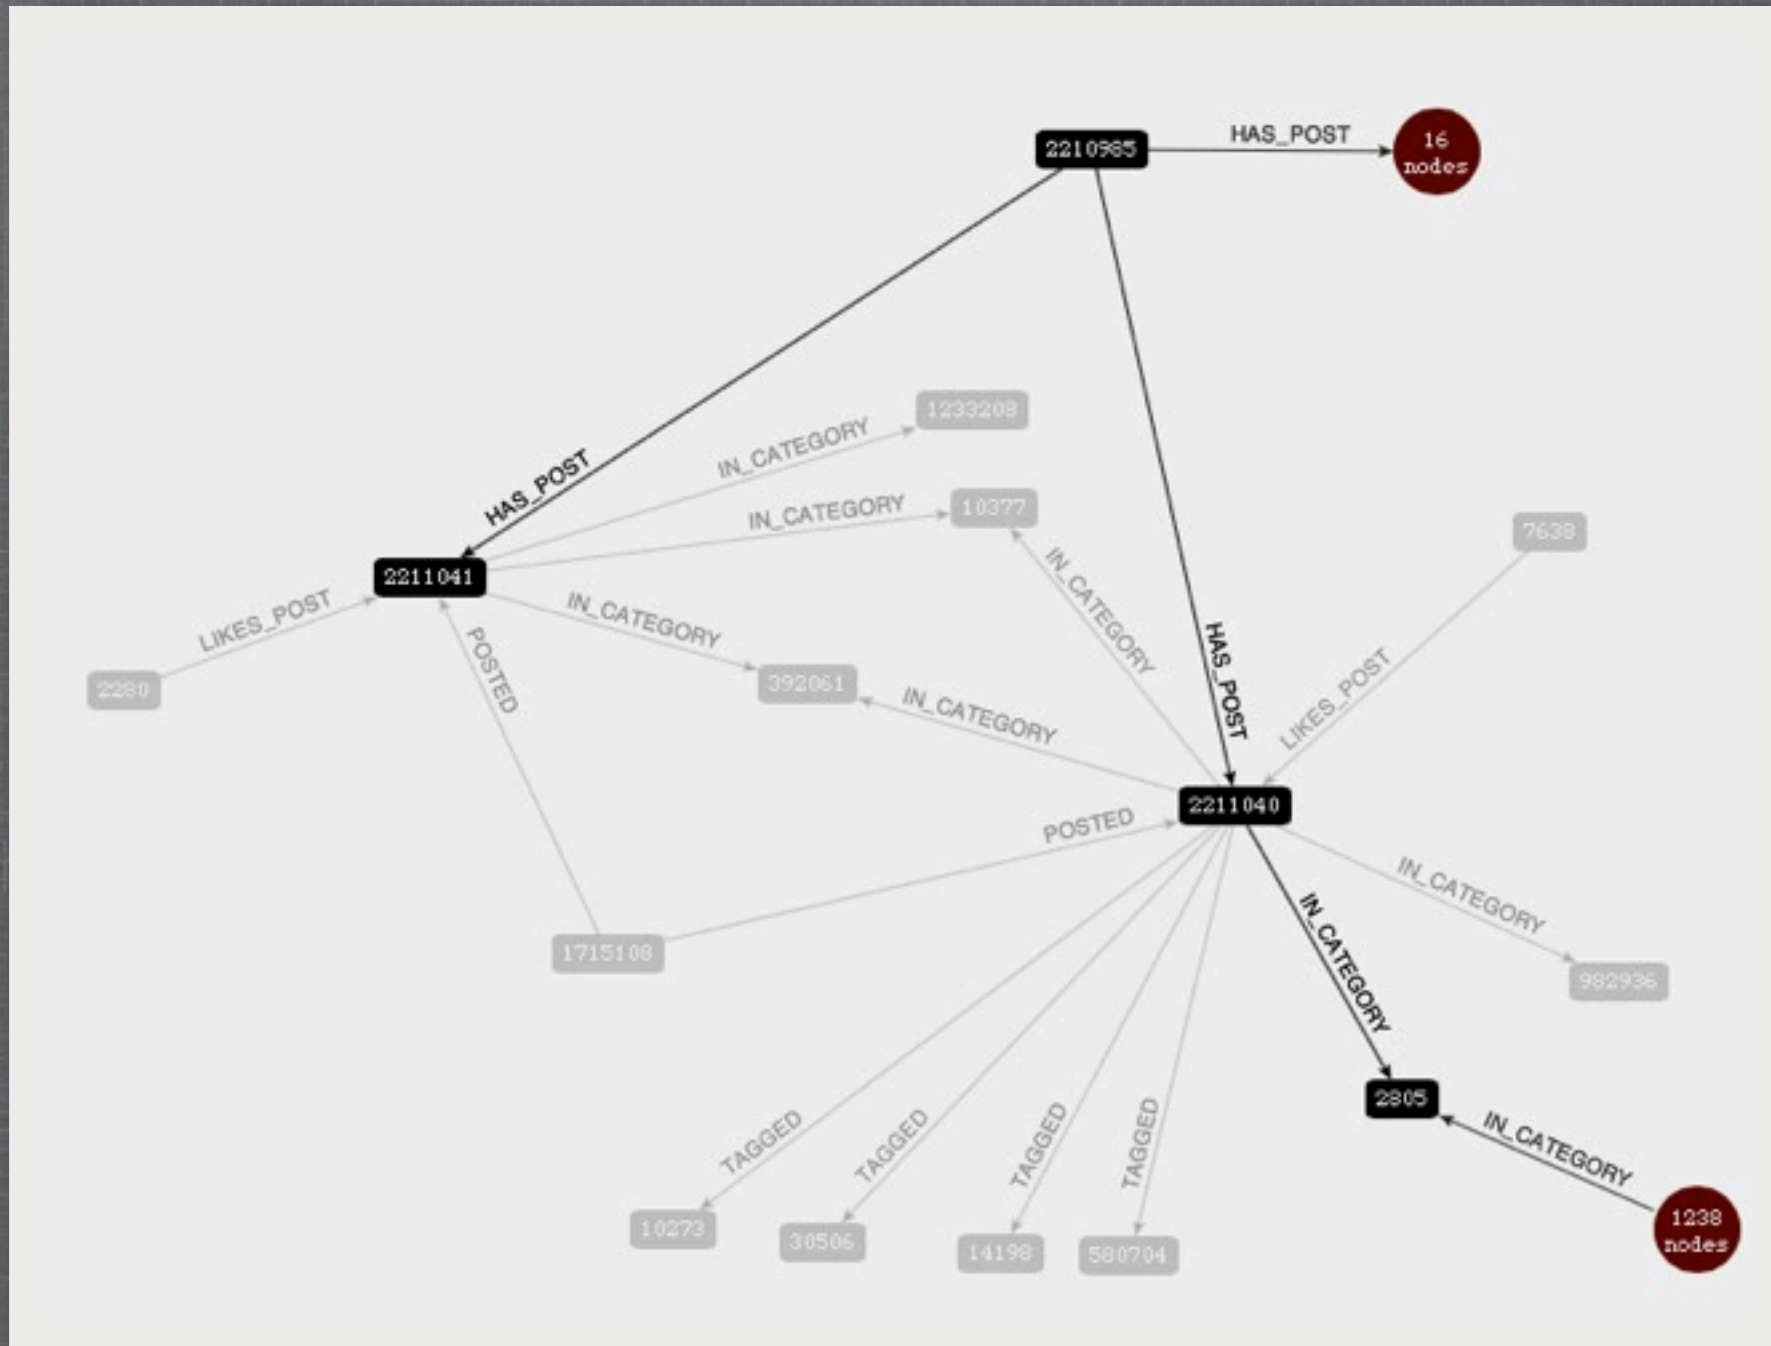 HAS_POST
16
nodes
2210985
1233208
IN_CATEGORY
HAS_POST
IN_CATEGORY
10377
7638
2211041
IN_CATEGORY
LIKES_POST
IN_CATEGORY
POSTED
HAS_POST
LIKES_POST
2280
392061
IN_CATEGORY
2211040
POSTED
IN_CATEGORY
1715108
IN_CATEGORY
982936
2805
TAGGED
TAGGED
TAGGED
TAGGED
IN_CATEGORY
10273
30506
14198
580704
1238
nodes